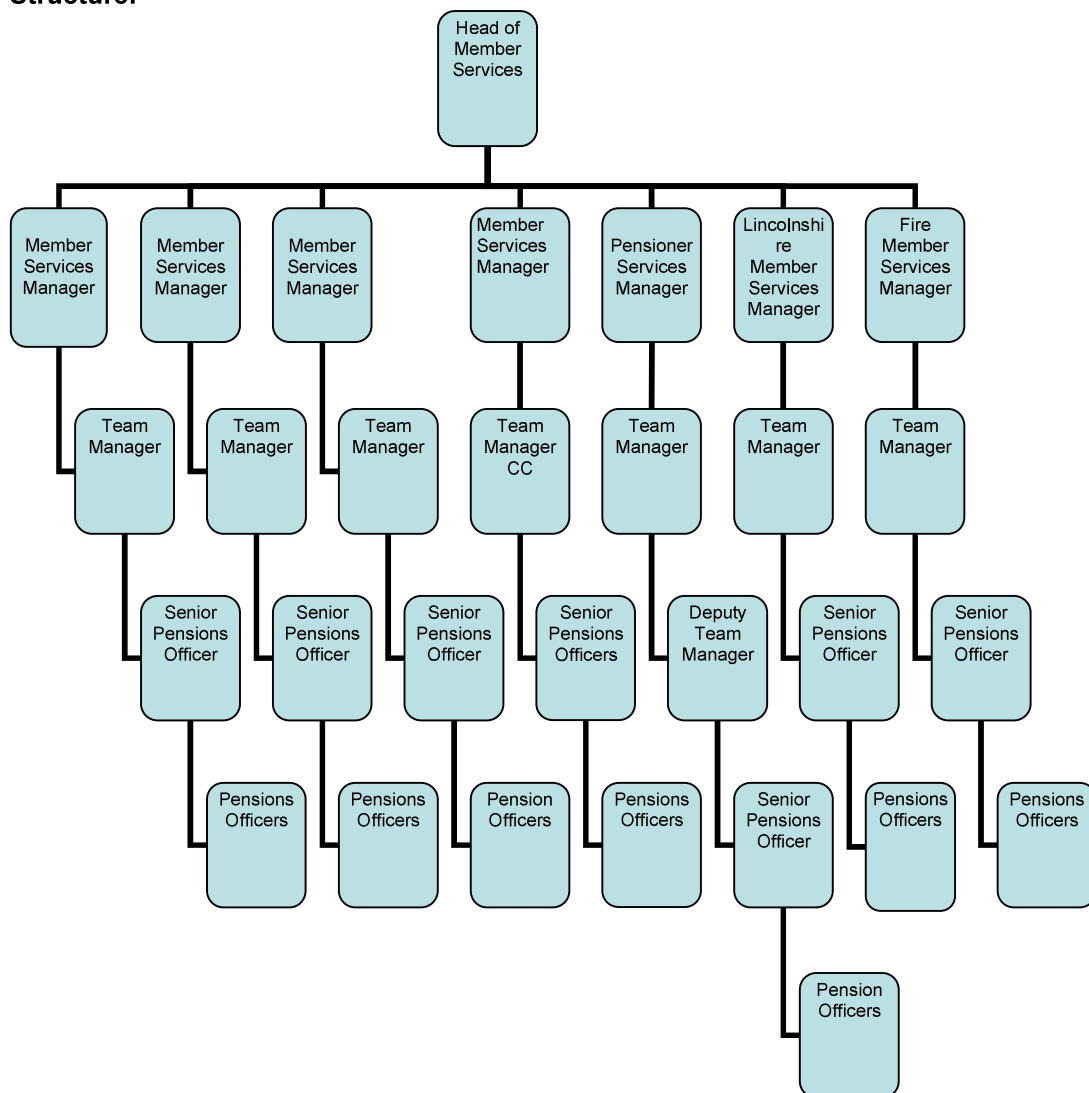 Structure:
Head of
Member
Services
Member
Services
Manager
Member
Services
Manager
Member
Services
Manager
Member
Services
Manager
Pensioner
Services
Manager
Lincolnshi
re
Member
Services
Manager
Fire
Member
Services
Manager
Team
Manager
Team
Manager
Team
Manager
Team
Manager
CC
Team
Manager
Team
Manager
Team
Manager
Senior
Pensions
Officer
Senior
Pensions
Officer
Senior
Pensions
Officer
Senior
Pensions
Officers
Deputy
Team
Manager
Senior
Pensions
Officer
Senior
Pensions
Officer
Pensions
Officers
Pensions
Officers
Pension
Officers
Pensions
Officers
Senior
Pensions
Officer
Pensions
Officers
Pensions
Officers
Pension
Officers